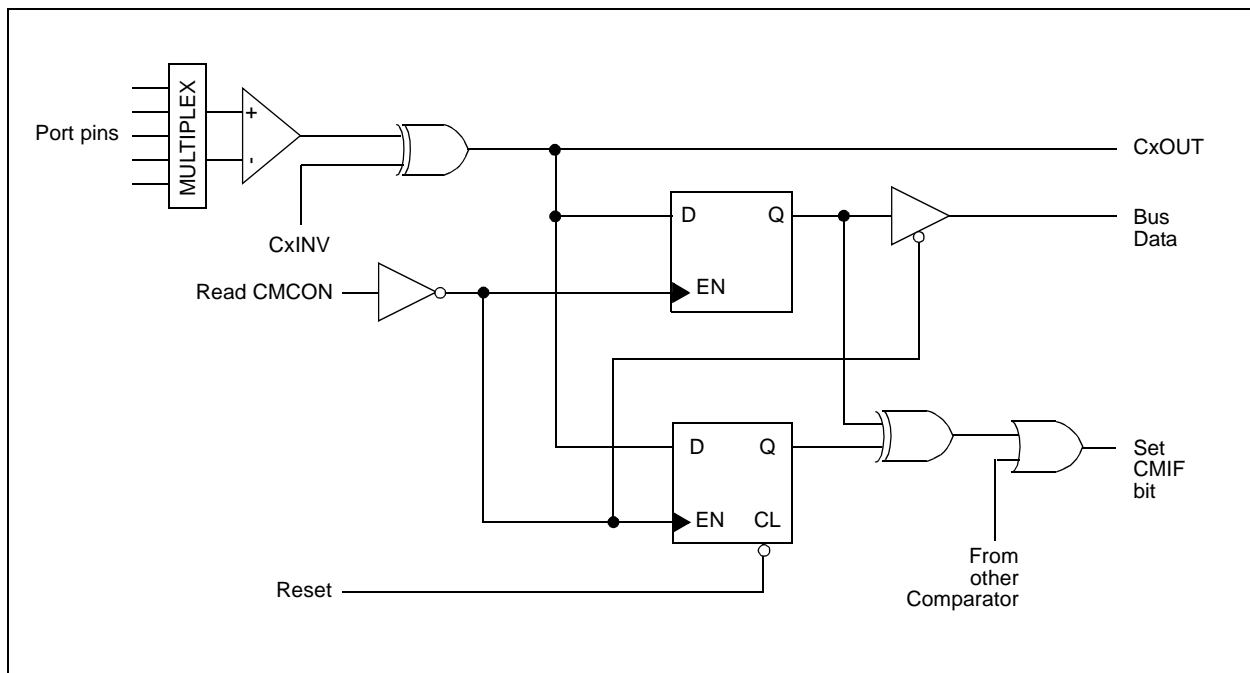 MULTIPLEX
+
-
Port pins
CxINV
CxOUT
D
Q
EN
Bus
Data
Read CMCON
D
Q
EN
CL
Set
CMIF
bit
From
other
Comparator
Reset